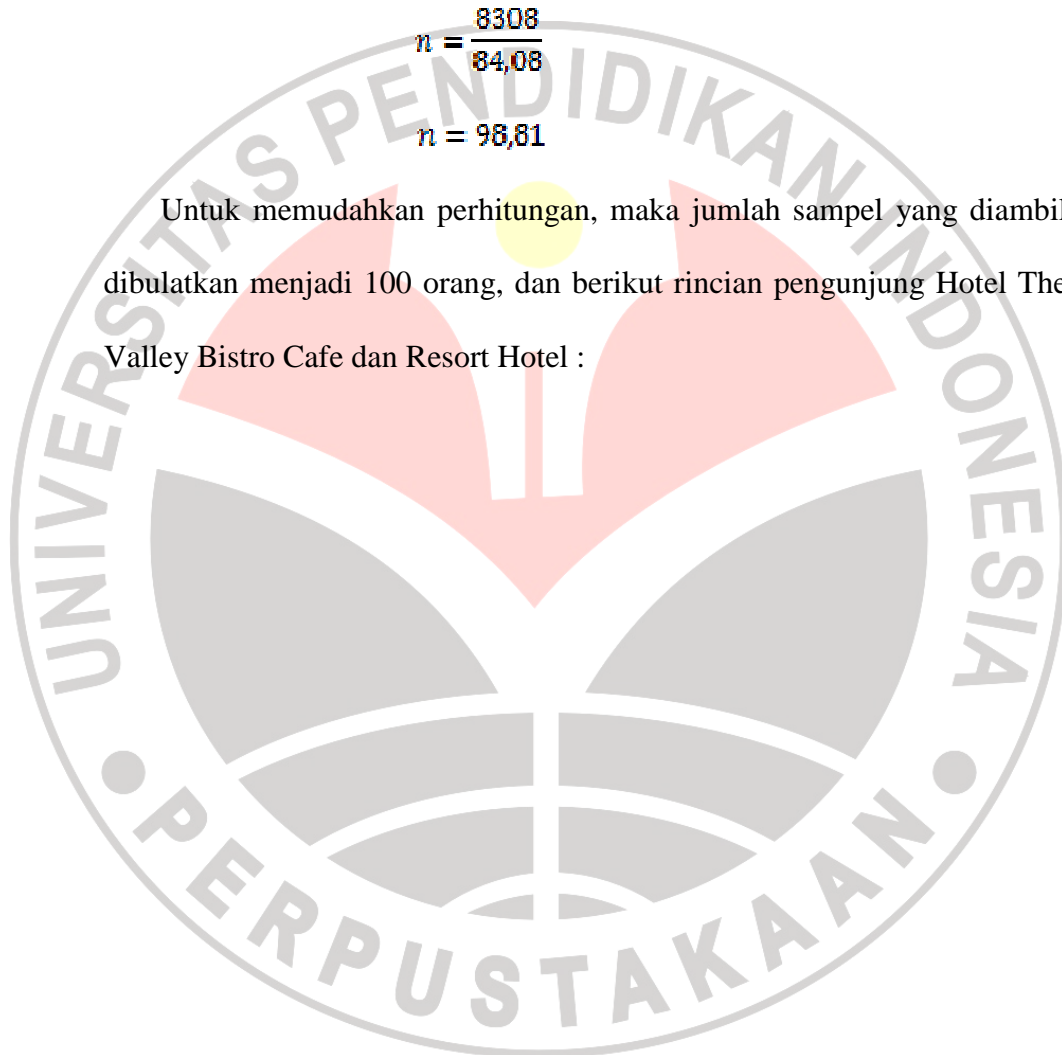 n = 8308 / 84,08
n = 98,81
Untuk memudahkan perhitungan, maka jumlah sampel yang diambil
dibulatkan menjadi 100 orang, dan berikut rincian pengunjung Hotel The
Valley Bistro Cafe dan Resort Hotel :
UNIVERSITAS PENDIDIKAN INDONESIA
PERPUSTAKAAN